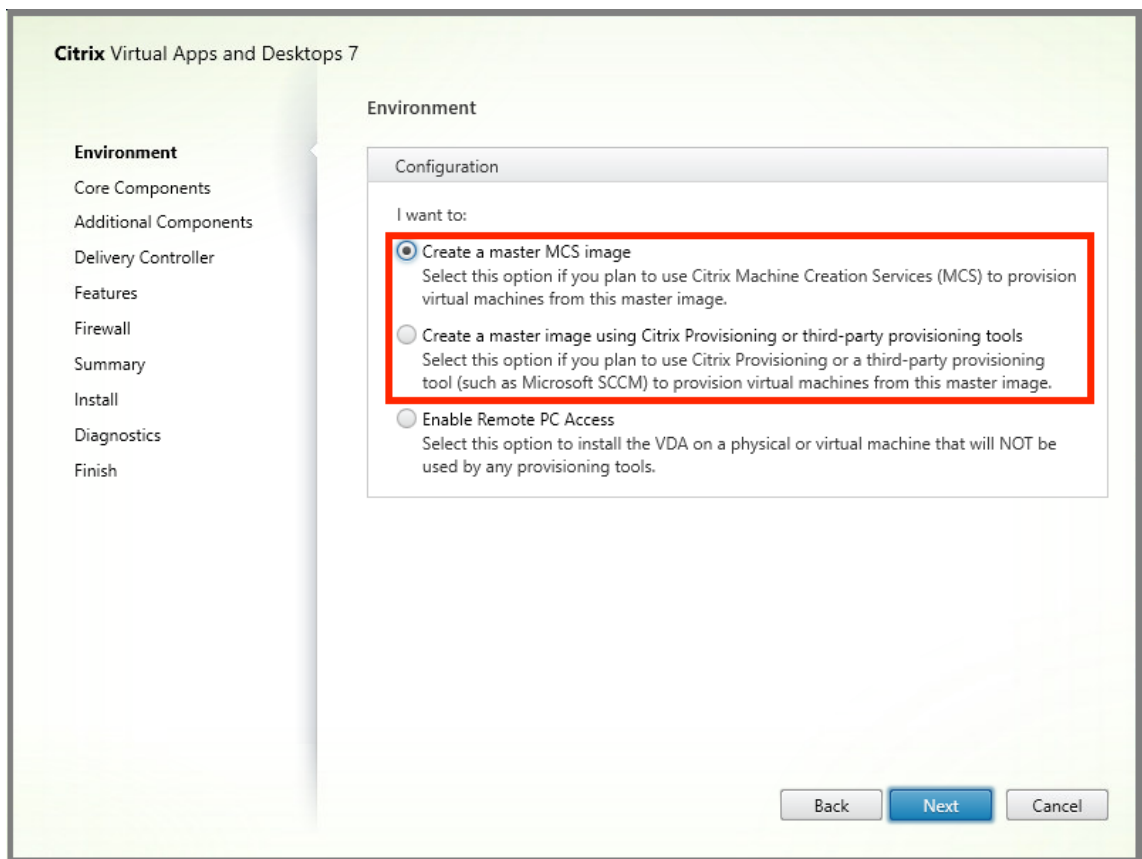 Citrix Virtual Apps and Desktops 7
Environment
Core Components
Additional Components
Delivery Controller
Features
Firewall
Summary
Install
Diagnostics
Finish
Environment
Configuration
I want to:
Create a master MCS image
Select this option if you plan to use Citrix Machine Creation Services (MCS) to provision
virtual machines from this master image.
Create a master image using Citrix Provisioning or third-party provisioning tools
Select this option if you plan to use Citrix Provisioning or a third-party provisioning
tool (such as Microsoft SCCM) to provision virtual machines from this master image.
Enable Remote PC Access
Select this option to install the VDA on a physical or virtual machine that will NOT be
used by any provisioning tools.
Back Next Cancel